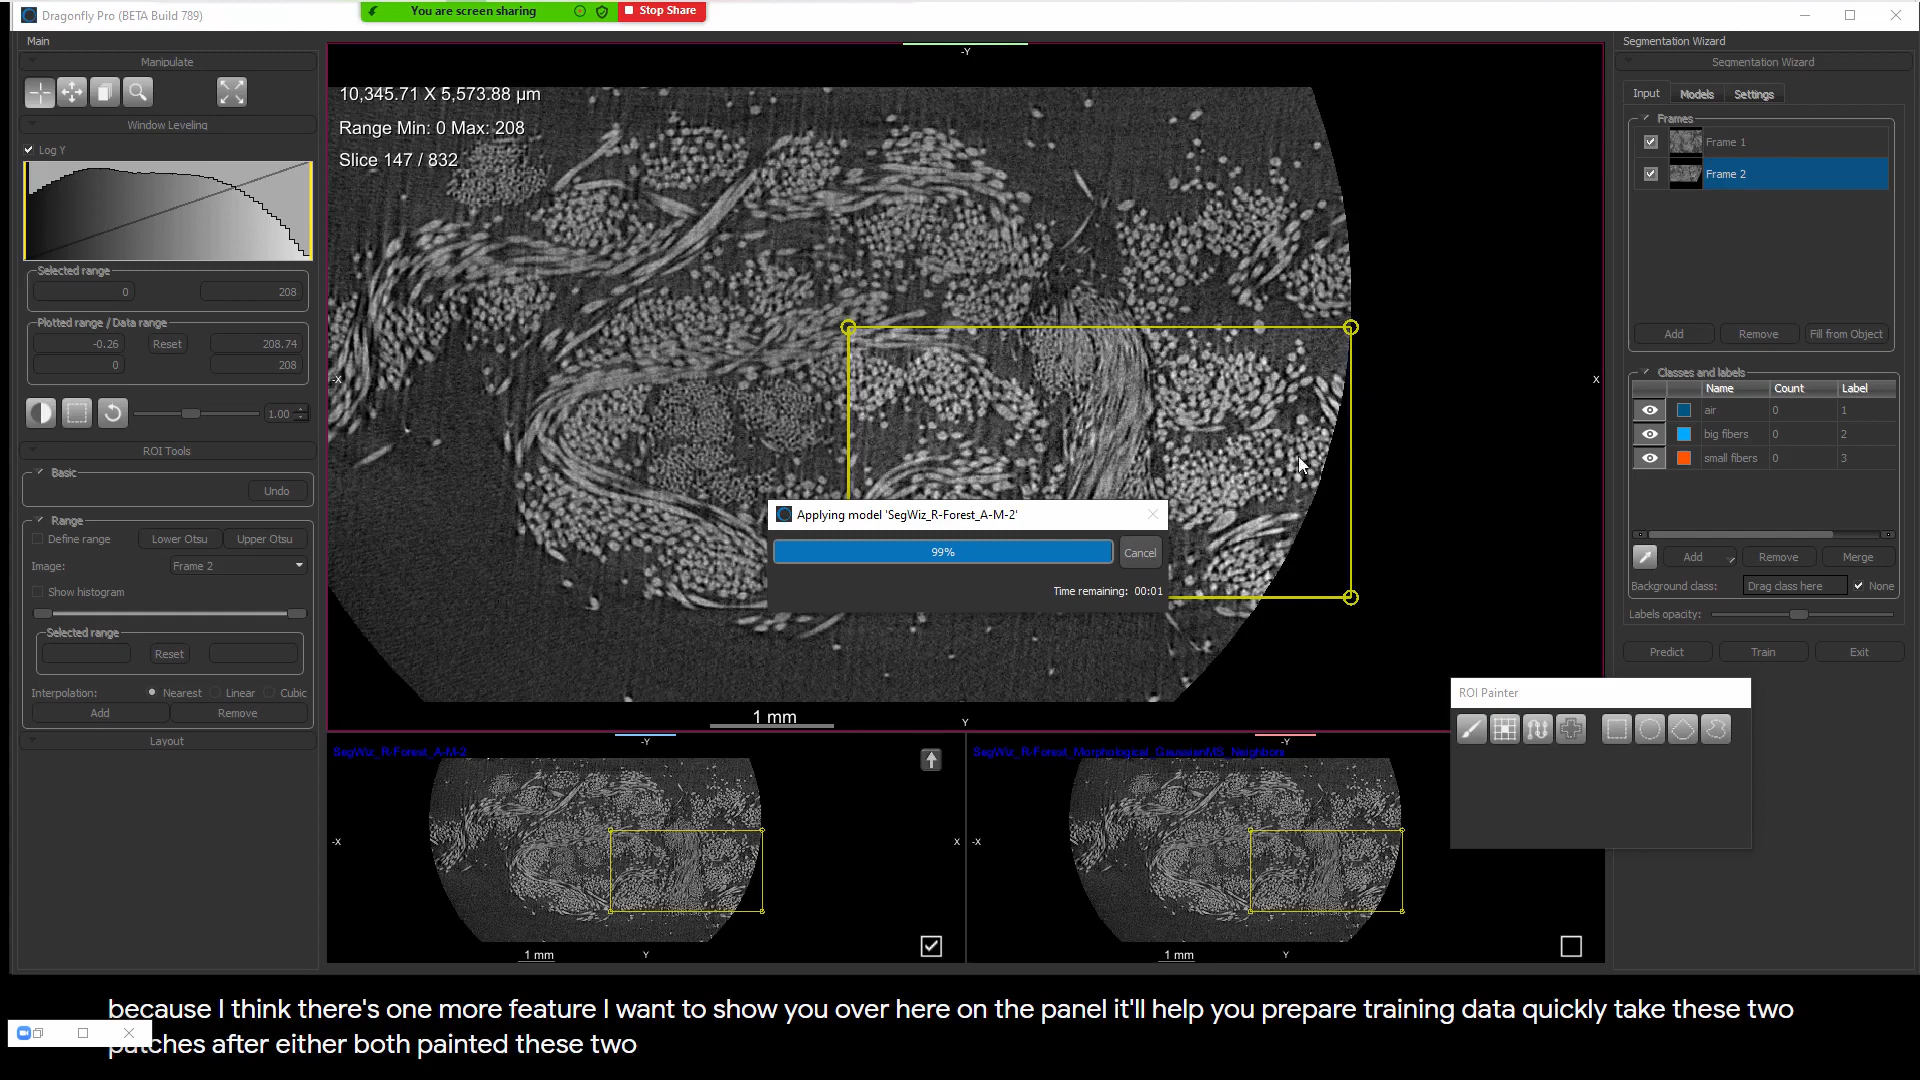 Dragonfly Pro (BETA Build 789)
You are screen sharing
Stop Share
Main
Manipulate
Window Leveling
Log Y
Selected range
0
208
Plotted range / Data range
-0.26
Reset
208.74
0
208
1.00
ROI Tools
Basic
Undo
Range
Define range
Lower Otsu
Upper Otsu
Image:
Frame 2
Show histogram
Selected range
Reset
Interpolation:
Nearest
Linear
Cubic
Add
Remove
Layout
-Y
10,345.71 X 5,573.88 µm
Range Min: 0 Max: 208
Slice 147 / 832
-X
X
Applying model 'SegWiz_R-Forest_A-M-2'
99%
Cancel
Time remaining: 00:01
1 mm
Y
SegWiz_R-Forest_A-M-2
-Y
-X
X
1 mm
Y
SegWiz_R-Forest_Morphological_GaussianMS_Neighbors
-Y
-X
1 mm
Y
Segmentation Wizard
Segmentation Wizard
Input
Models
Settings
Frames
Frame 1
Frame 2
Add
Remove
Fill from Object
Classes and labels
Name
Count
Label
air
0
1
big fibers
0
2
small fibers
0
3
Add
Remove
Merge
Background class:
Drag class here
None
Labels opacity:
Predict
Train
Exit
ROI Painter
because I think there's one more feature I want to show you over here on the panel it'll help you prepare training data quickly take these two
patches after either both painted these two